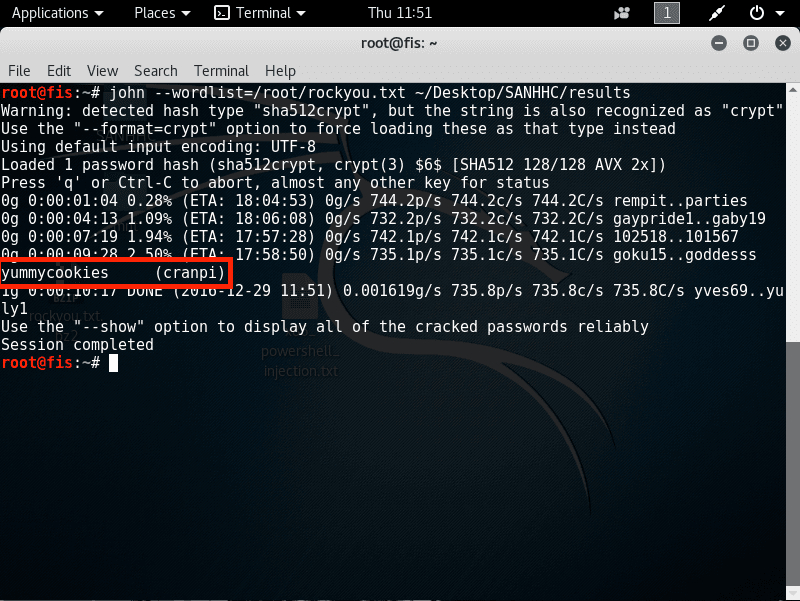 Applications Places Terminal Thu 11:51 1
root@fis: ~
File Edit View Search Terminal Help
root@fis:~# john --wordlist=/root/rockyou.txt ~/Desktop/SANHHC/results
Warning: detected hash type "sha512crypt", but the string is also recognized as "crypt"
Use the "--format=crypt" option to force loading these as that type instead
Using default input encoding: UTF-8
Loaded 1 password hash (sha512crypt, crypt(3) $6$ [SHA512 128/128 AVX 2x])
Press 'q' or Ctrl-C to abort, almost any other key for status
0g 0:00:01:04 0.28% (ETA: 18:04:53) 0g/s 744.2p/s 744.2c/s 744.2C/s rempit..parties
0g 0:00:04:13 1.09% (ETA: 18:06:08) 0g/s 732.2p/s 732.2c/s 732.2C/s gaypride1..gaby19
0g 0:00:07:19 1.94% (ETA: 17:57:28) 0g/s 742.1p/s 742.1c/s 742.1C/s 102518..101567
0g 0:00:09:28 2.50% (ETA: 17:58:50) 0g/s 735.1p/s 735.1c/s 735.1C/s goku15..goddesss
yummycookies (cranpi)
1g 0:00:10:17 DONE (2016-12-29 11:51) 0.001619g/s 735.8p/s 735.8c/s 735.8C/s yves69..yu
ly1
rockyou.txt.
Use the "--show" option to display all of the cracked passwords reliably
Session completed
powershell_
root@fis:~#
injection.txt